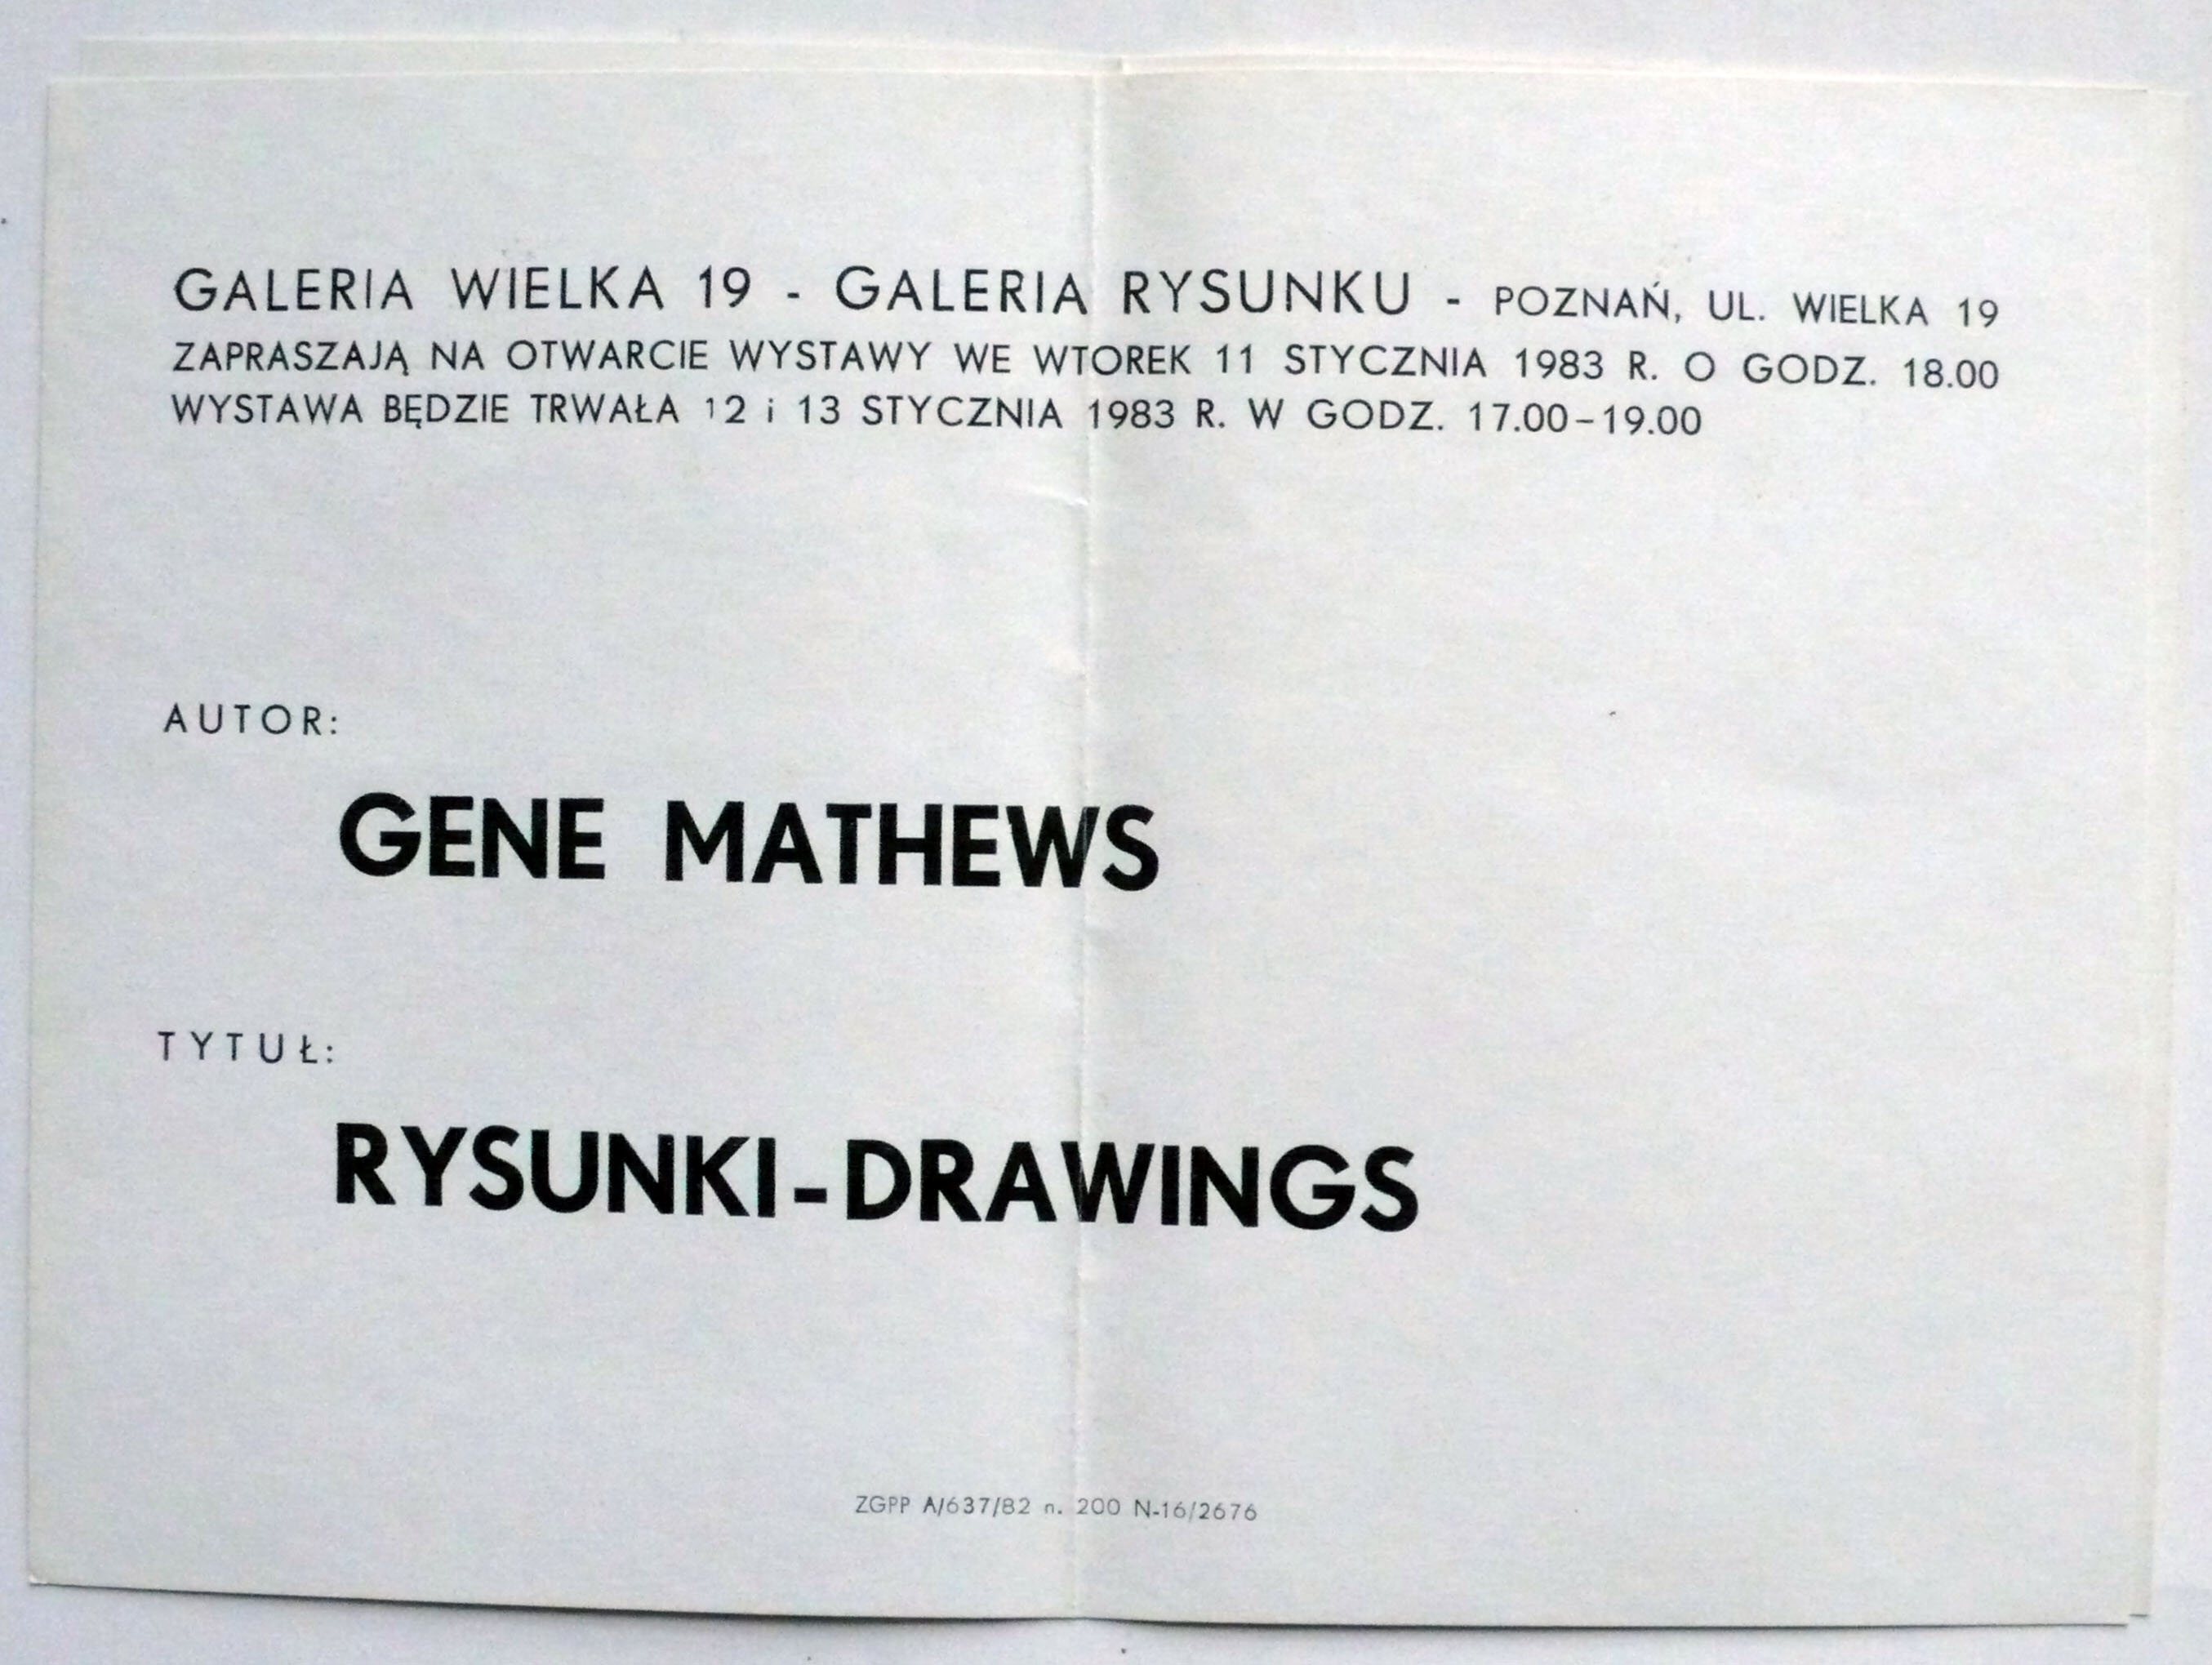 GALERIA WIELKA 19 - GALERIA RYSUNKU - POZNAŃ, UL. WIELKA 19
ZAPRASZAJĄ NA OTWARCIE WYSTAWY WE WTOREK 11 STYCZNIA 1983 R. O GODZ. 18.00
WYSTAWA BĘDZIE TRWAŁA 12 i 13 STYCZNIA 1983 R. W GODZ. 17.00-19.00
AUTOR:
GENE MATHEWS
TYTUŁ:
RYSUNKI-DRAWINGS
ZGPP A/637/82 n. 200 N-16/2676